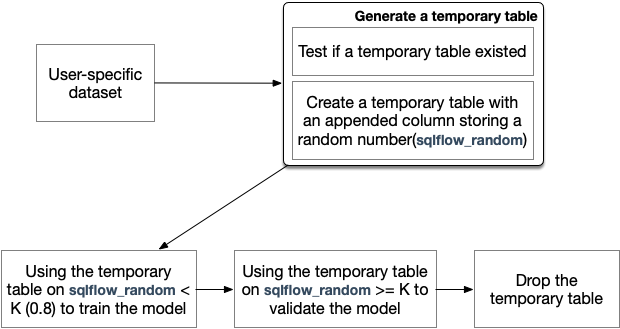 Generate a temporary table
User-specific
dataset
Test if a temporary table existed
Create a temporary table with
an appended column storing a
random number(sqlflow_random)
Using the temporary
table on sqlflow_random <
K (0.8) to train the model
Using the temporary table
on sqlflow_random >= K to
validate the model
Drop the
temporary table